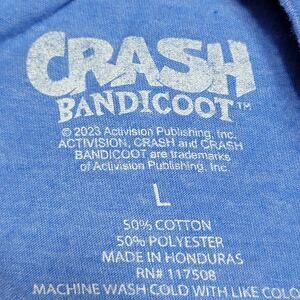 CRASH
BANDICOOT™
© 2023 Activision Publishing, Inc.
ACTIVISION, CRASH and CRASH
BANDICOOT are trademarks
of Activision Publishing, Inc.
L
50% COTTON
50% POLYESTER
MADE IN HONDURAS
RN# 117508
MACHINE WASH COLD WITH LIKE COLO